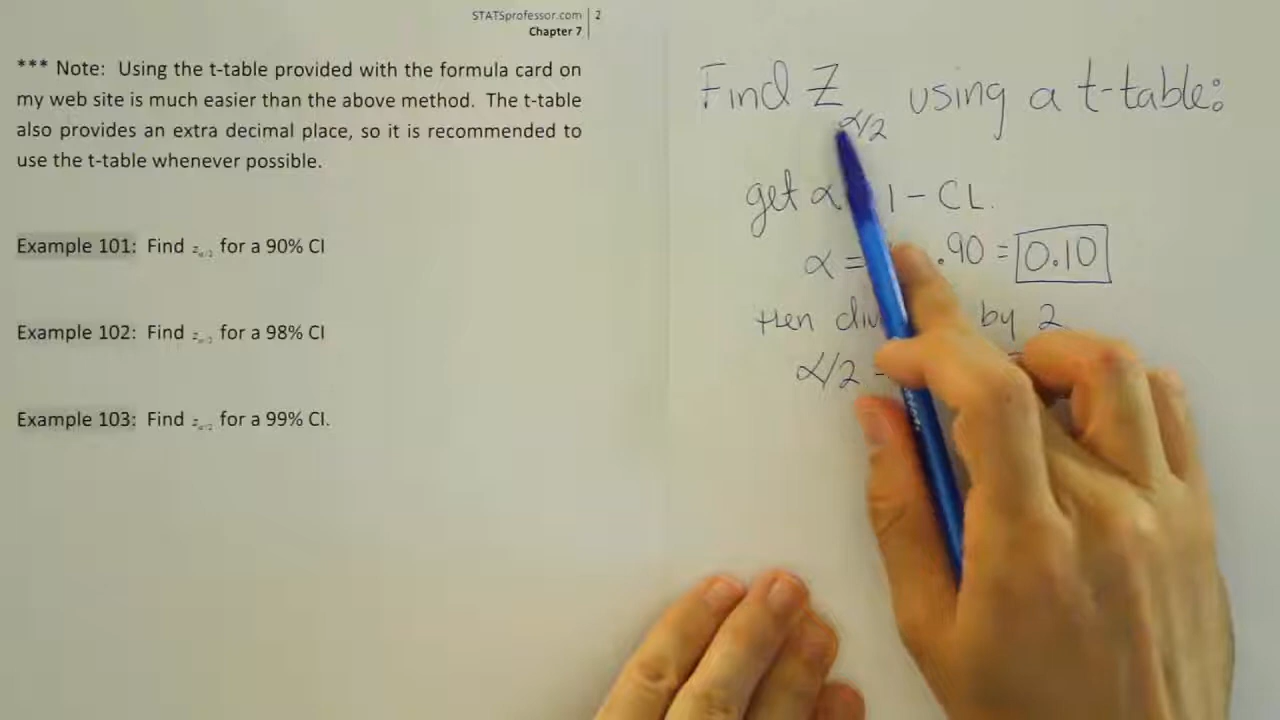 STATSprofessor.com 2
Chapter 7
*** Note: Using the t-table provided with the formula card on
my web site is much easier than the above method. The t-table
also provides an extra decimal place, so it is recommended to
use the t-table whenever possible.
Example 101: Find z α/2 for a 90% CI
Example 102: Find z α/2 for a 98% CI
Example 103: Find z α/2 for a 99% CI.
Find Z α/2 using a t-table:
get α 1 - CL.
α = .90 = 0.10
then by 2
α/2